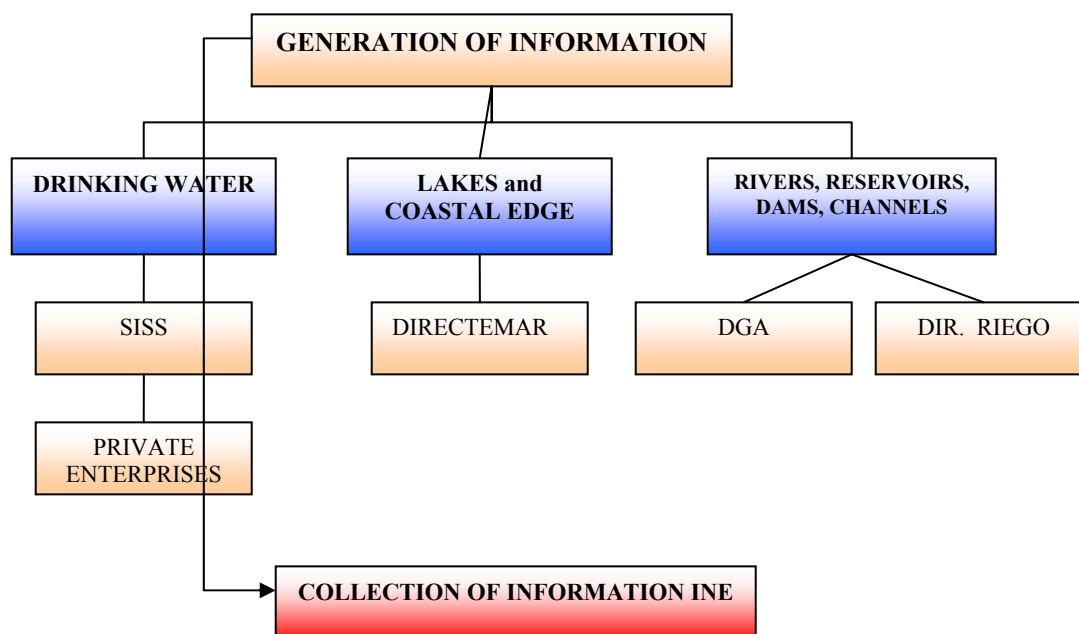 GENERATION OF INFORMATION
DRINKING WATER
LAKES and
COASTAL EDGE
RIVERS, RESERVOIRS,
DAMS, CHANNELS
SISS
DIRECTEMAR
DGA
DIR. RIEGO
PRIVATE
ENTERPRISES
COLLECTION OF INFORMATION INE